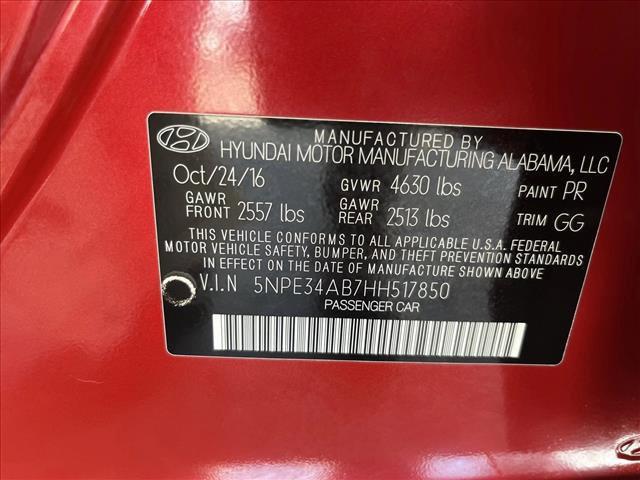 MANUFACTURED BY
HYUNDAI MOTOR MANUFACTURING ALABAMA, LLC
Oct/24/16 GVWR 4630 lbs PAINT PR
GAWR FRONT 2557 lbs GAWR REAR 2513 lbs TRIM GG
THIS VEHICLE CONFORMS TO ALL APPLICABLE U.S.A. FEDERAL
MOTOR VEHICLE SAFETY, BUMPER, AND THEFT PREVENTION STANDARDS
IN EFFECT ON THE DATE OF MANUFACTURE SHOWN ABOVE.
V.I.N 5NPE34AB7HH517850
PASSENGER CAR